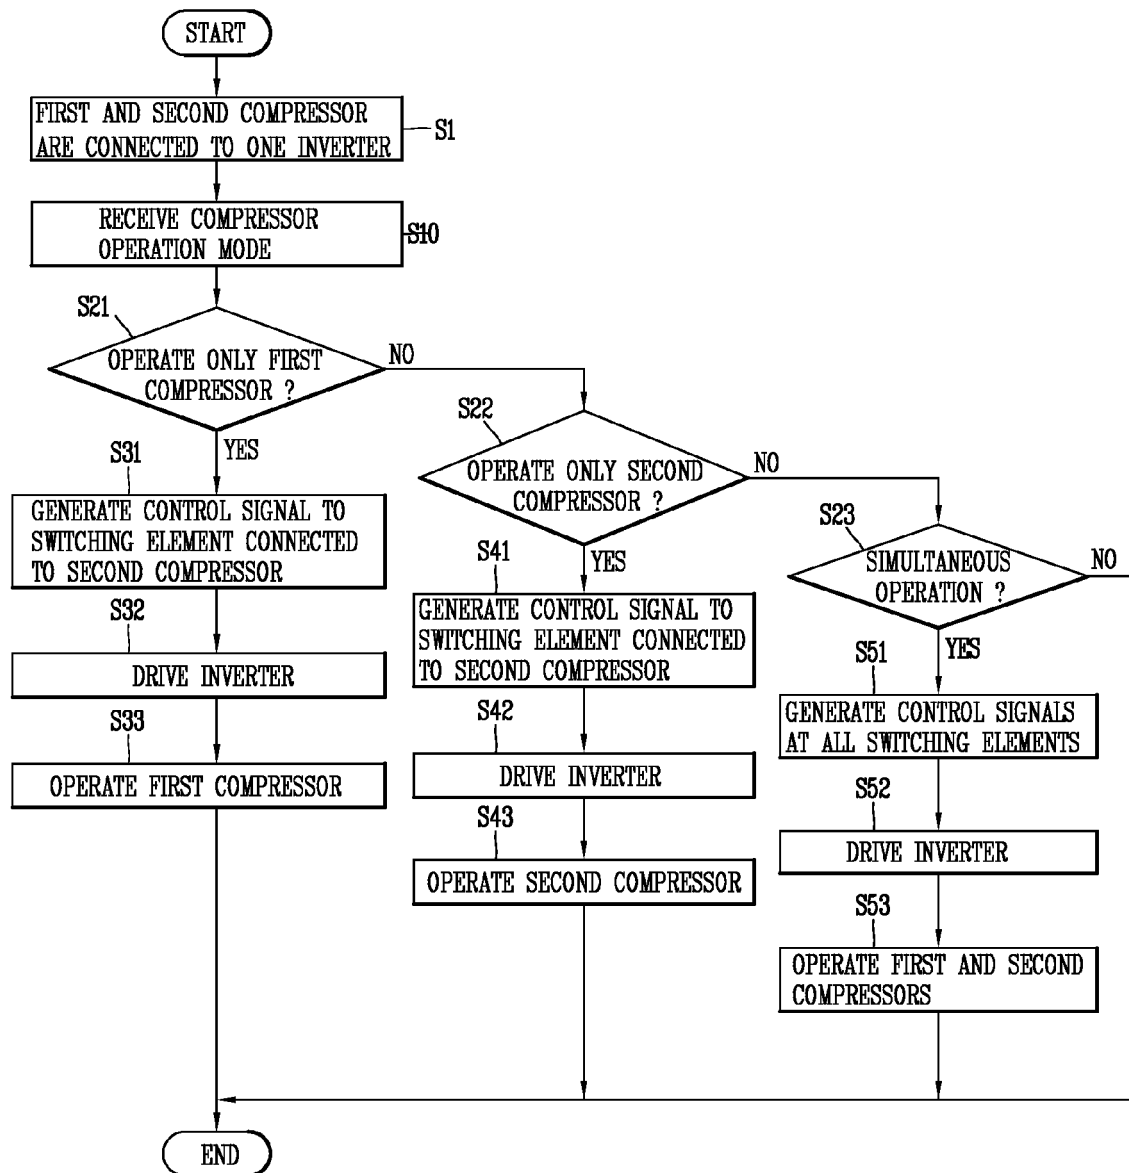 START
FIRST AND SECOND COMPRESSOR
ARE CONNECTED TO ONE INVERTER
S1
RECEIVE COMPRESSOR
OPERATION MODE
S10
S21
OPERATE ONLY FIRST
COMPRESSOR ?
NO
YES
S22
OPERATE ONLY SECOND
COMPRESSOR ?
NO
YES
S23
SIMULTANEOUS
OPERATION ?
NO
YES
S31
GENERATE CONTROL SIGNAL TO
SWITCHING ELEMENT CONNECTED
TO SECOND COMPRESSOR
S32
DRIVE INVERTER
S33
OPERATE FIRST COMPRESSOR
S41
GENERATE CONTROL SIGNAL TO
SWITCHING ELEMENT CONNECTED
TO SECOND COMPRESSOR
S42
DRIVE INVERTER
S43
OPERATE SECOND COMPRESSOR
S51
GENERATE CONTROL SIGNALS
AT ALL SWITCHING ELEMENTS
S52
DRIVE INVERTER
S53
OPERATE FIRST AND SECOND
COMPRESSORS
END